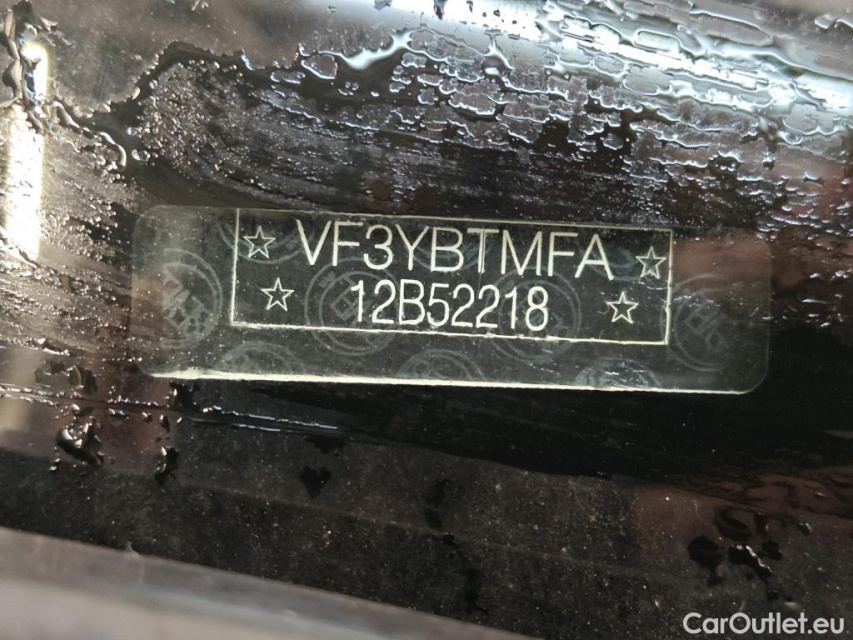 ☆ VF3YBTMFA ☆
☆ 12B52218 ☆
CarOutlet.eu